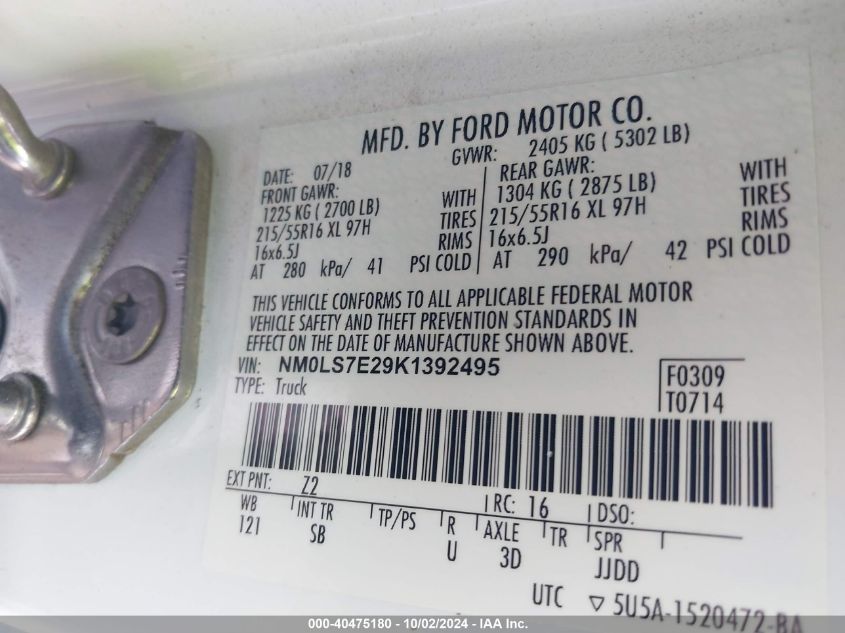 MFD. BY FORD MOTOR CO.
DATE: 07/18 GVWR: 2405 KG ( 5302 LB)
FRONT GAWR: REAR GAWR:
1225 KG ( 2700 LB) WITH 1304 KG ( 2875 LB) WITH
215/55R16 XL 97H TIRES 215/55R16 XL 97H TIRES
16x6.5J RIMS 16x6.5J RIMS
AT 280 kPa/ 41 PSI COLD AT 290 kPa/ 42 PSI COLD
THIS VEHICLE CONFORMS TO ALL APPLICABLE FEDERAL MOTOR
VEHICLE SAFETY AND THEFT PREVENTION STANDARDS IN
EFFECT ON THE DATE OF MANUFACTURE SHOWN ABOVE.
VIN: NM0LS7E29K1392495 F0309
TYPE: Truck T0714
EXT PNT: Z2 RC: 16 DSO:
WB INT TR TP/PS R AXLE TR SPR
121 SB U 3D JJDD
UTC ▽ 5U5A-1520472-BA
000-40475180 - 10/02/2024 - IAA Inc.